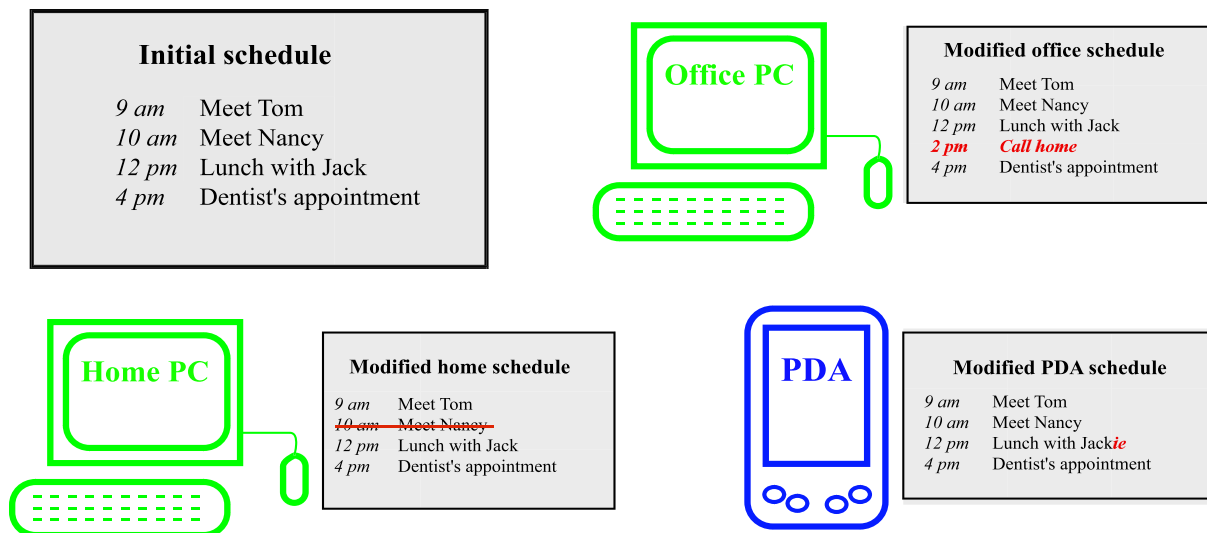 Initial schedule
9 am Meet Tom
10 am Meet Nancy
12 pm Lunch with Jack
4 pm Dentist's appointment
Office PC
Modified office schedule
9 am Meet Tom
10 am Meet Nancy
12 pm Lunch with Jack
2 pm Call home
4 pm Dentist's appointment
Home PC
Modified home schedule
9 am Meet Tom
10 am Meet Nancy
12 pm Lunch with Jack
4 pm Dentist's appointment
PDA
Modified PDA schedule
9 am Meet Tom
10 am Meet Nancy
12 pm Lunch with Jackie
4 pm Dentist's appointment